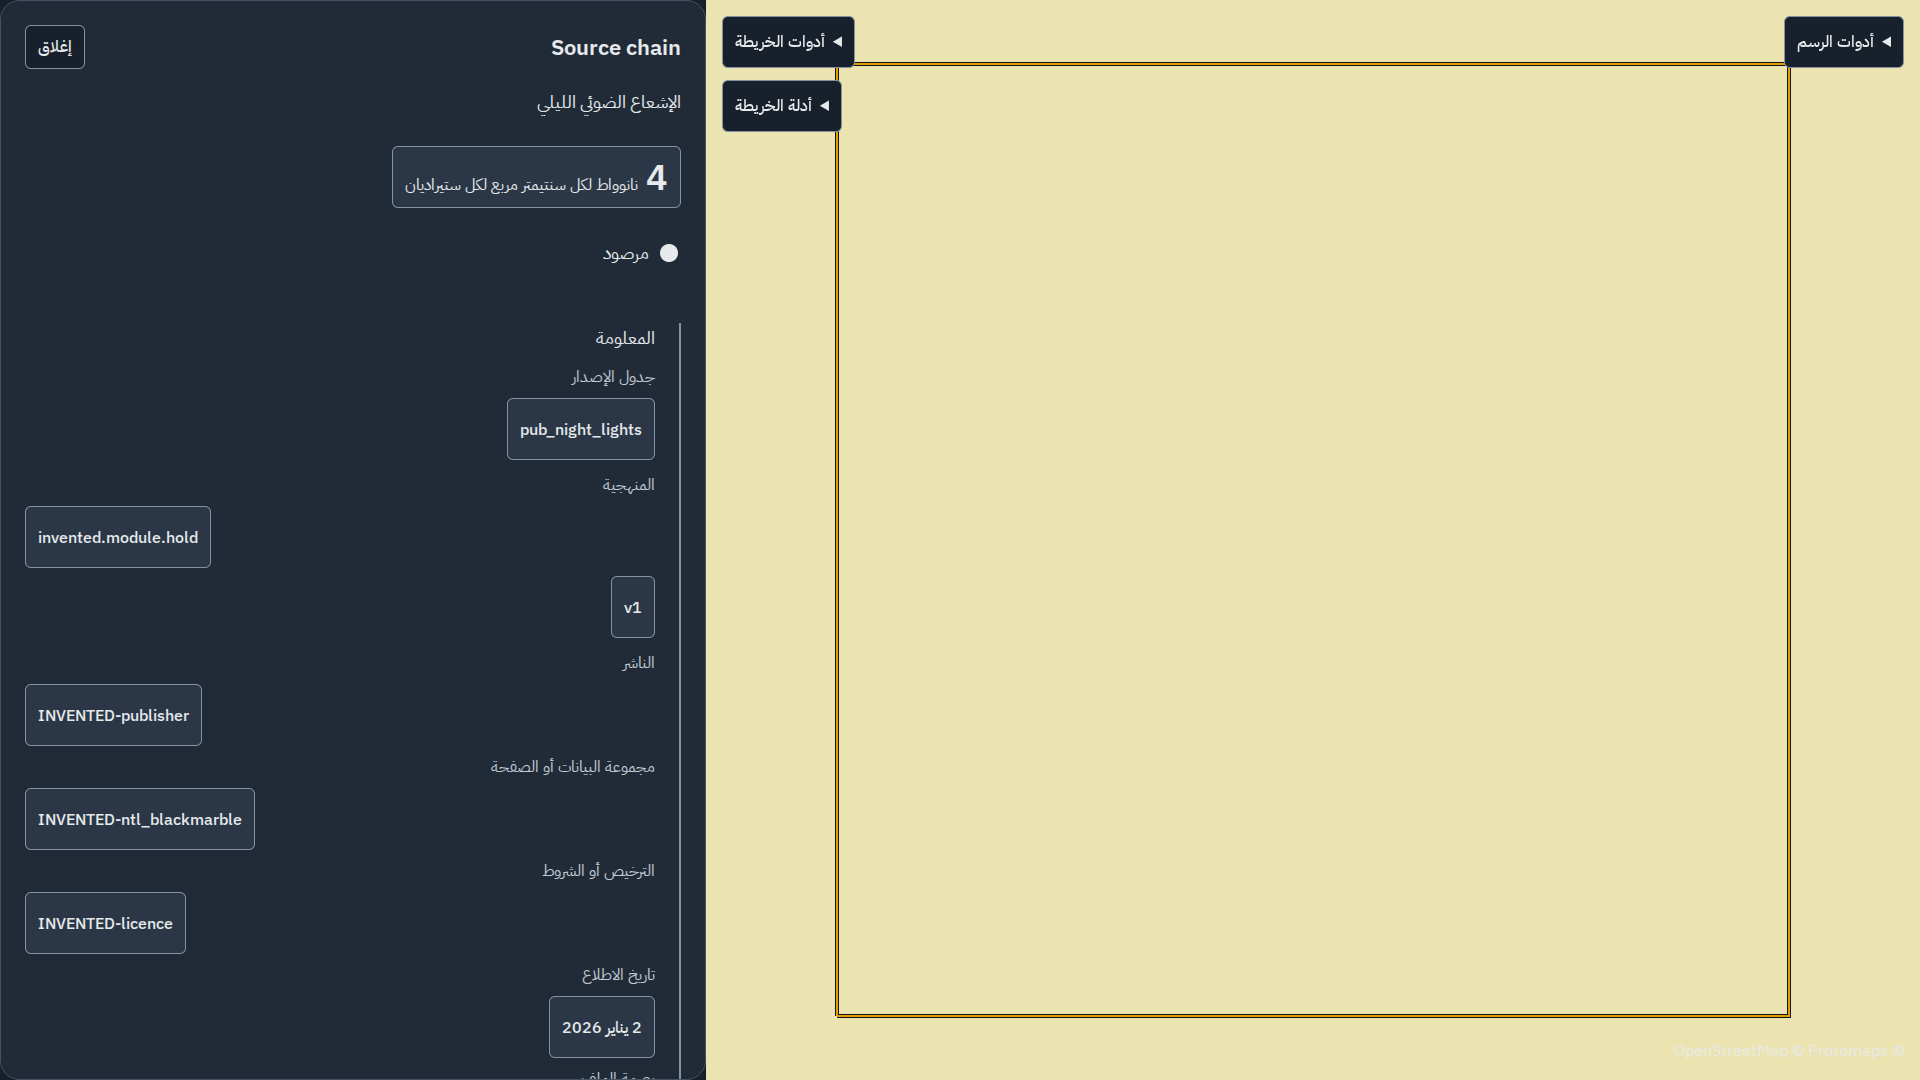 أدوات الرسم
أدوات الخريطة
أدلة الخريطة
Source chain
إغلاق
الإشعاع الضوئي الليلي
4 نانوواط لكل سنتيمتر مربع لكل ستيراديان
مرصود
المعلومة
جدول الإصدار
pub_night_lights
المنهجية
invented.module.hold
v1
الناشر
INVENTED-publisher
مجموعة البيانات أو الصفحة
INVENTED-ntl_blackmarble
الترخيص أو الشروط
INVENTED-licence
تاريخ الاطلاع
2 يناير 2026
OpenStreetMap © Protomaps ©